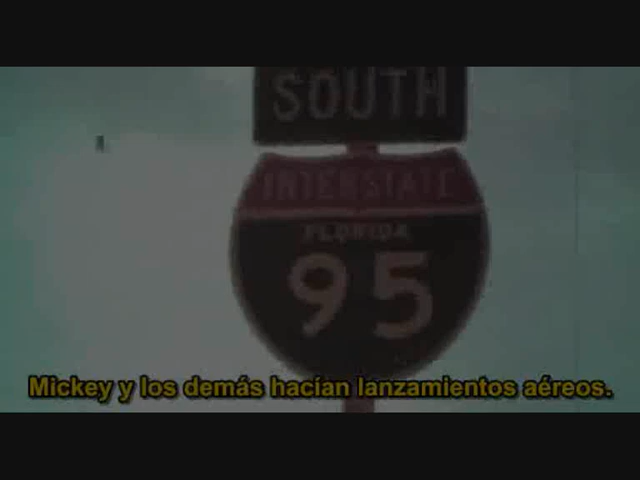 SOUTH
INTERSTATE
FLORIDA
95
Mickey y los demás hacían lanzamientos aéreos.